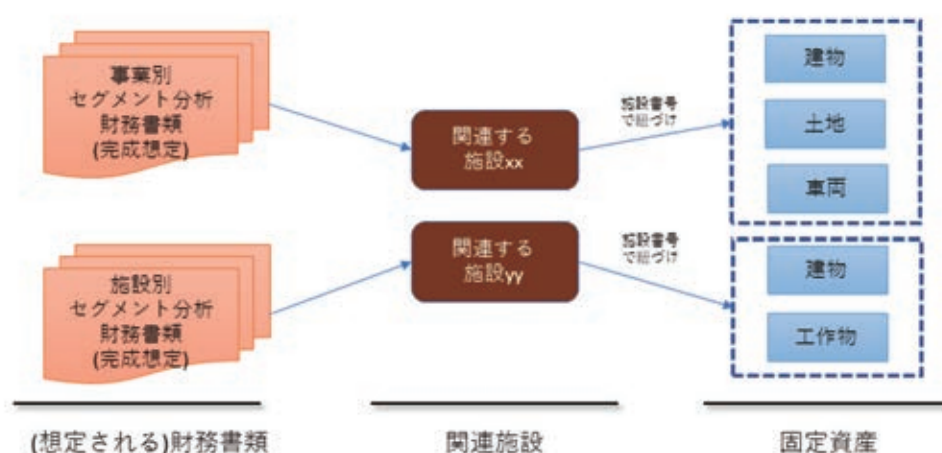 事業別
セグメント分析
財務書類
(完成想定)
施設別
セグメント分析
財務書類
(完成想定)
関連する
施設xx
関連する
施設yy
施設番号
で紐づけ
施設番号
で紐づけ
建物
土地
車両
建物
工作物
(想定される)財務書類
関連施設
固定資産